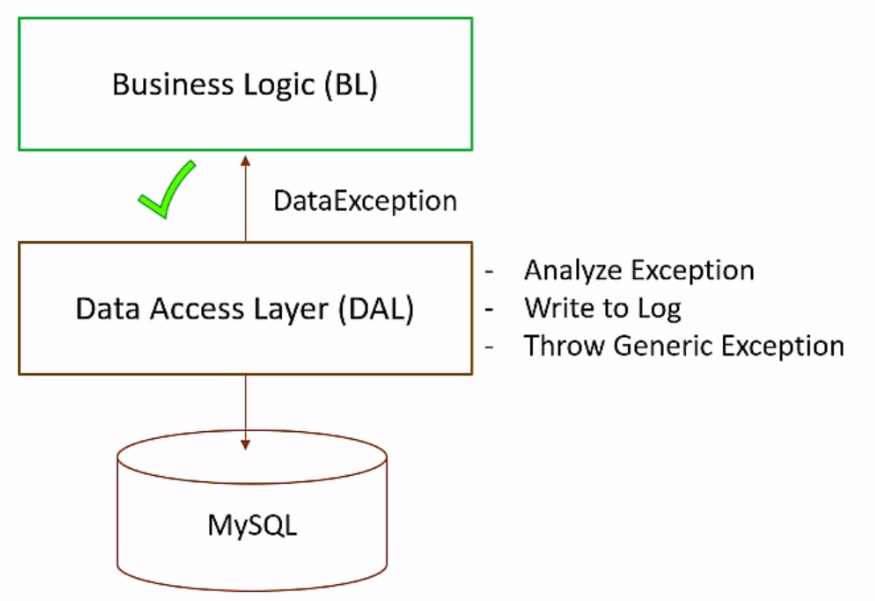 Business Logic (BL)
DataException
Data Access Layer (DAL)
- Analyze Exception
- Write to Log
- Throw Generic Exception
MySQL